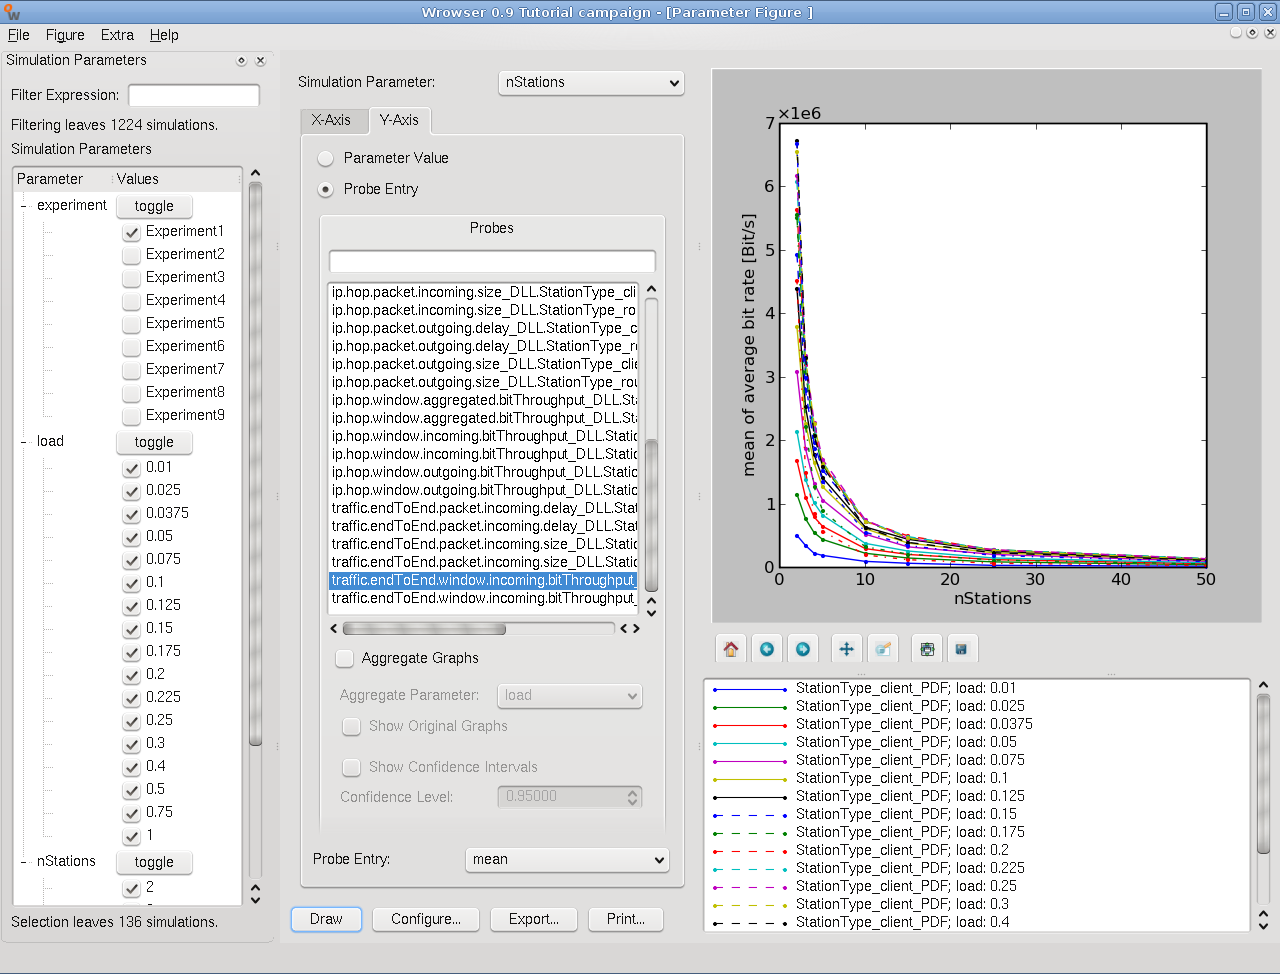 Wrowser 0.9 Tutorial campaign - [Parameter Figure ]
File Figure Extra Help
Simulation Parameters
Filter Expression:
Filtering leaves 1224 simulations.
Simulation Parameters
Parameter Values
experiment toggle
Experiment1
Experiment2
Experiment3
Experiment4
Experiment5
Experiment6
Experiment7
Experiment8
Experiment9
load toggle
0.01
0.025
0.0375
0.05
0.075
0.1
0.125
0.15
0.175
0.2
0.225
0.25
0.3
0.4
0.5
0.75
1
nStations toggle
2
Selection leaves 136 simulations.
Simulation Parameter: nStations
X-Axis Y-Axis
Parameter Value
Probe Entry
Probes
ip.hop.packet.incoming.size_DLL.StationType_cli
ip.hop.packet.incoming.size_DLL.StationType_ro
ip.hop.packet.outgoing.delay_DLL.StationType_c
ip.hop.packet.outgoing.delay_DLL.StationType_r
ip.hop.packet.outgoing.size_DLL.StationType_clie
ip.hop.packet.outgoing.size_DLL.StationType_rou
ip.hop.window.aggregated.bitThroughput_DLL.Sta
ip.hop.window.aggregated.bitThroughput_DLL.Sta
ip.hop.window.incoming.bitThroughput_DLL.Static
ip.hop.window.incoming.bitThroughput_DLL.Static
ip.hop.window.outgoing.bitThroughput_DLL.Static
ip.hop.window.outgoing.bitThroughput_DLL.Static
traffic.endToEnd.packet.incoming.delay_DLL.Stat
traffic.endToEnd.packet.incoming.delay_DLL.Stat
traffic.endToEnd.packet.incoming.size_DLL.Statio
traffic.endToEnd.packet.incoming.size_DLL.Statio
traffic.endToEnd.window.incoming.bitThroughput_
traffic.endToEnd.window.incoming.bitThroughput_
Aggregate Graphs
Aggregate Parameter: load
Show Original Graphs
Show Confidence Intervals
Confidence Level: 0.95000
Probe Entry: mean
Draw Configure... Export... Print...
×1e6
7
6
5
4
3
2
1
0
mean of average bit rate [Bit/s]
0 10 20 30 40 50
nStations
StationType_client_PDF; load: 0.01
StationType_client_PDF; load: 0.025
StationType_client_PDF; load: 0.0375
StationType_client_PDF; load: 0.05
StationType_client_PDF; load: 0.075
StationType_client_PDF; load: 0.1
StationType_client_PDF; load: 0.125
StationType_client_PDF; load: 0.15
StationType_client_PDF; load: 0.175
StationType_client_PDF; load: 0.2
StationType_client_PDF; load: 0.225
StationType_client_PDF; load: 0.25
StationType_client_PDF; load: 0.3
StationType_client_PDF; load: 0.4